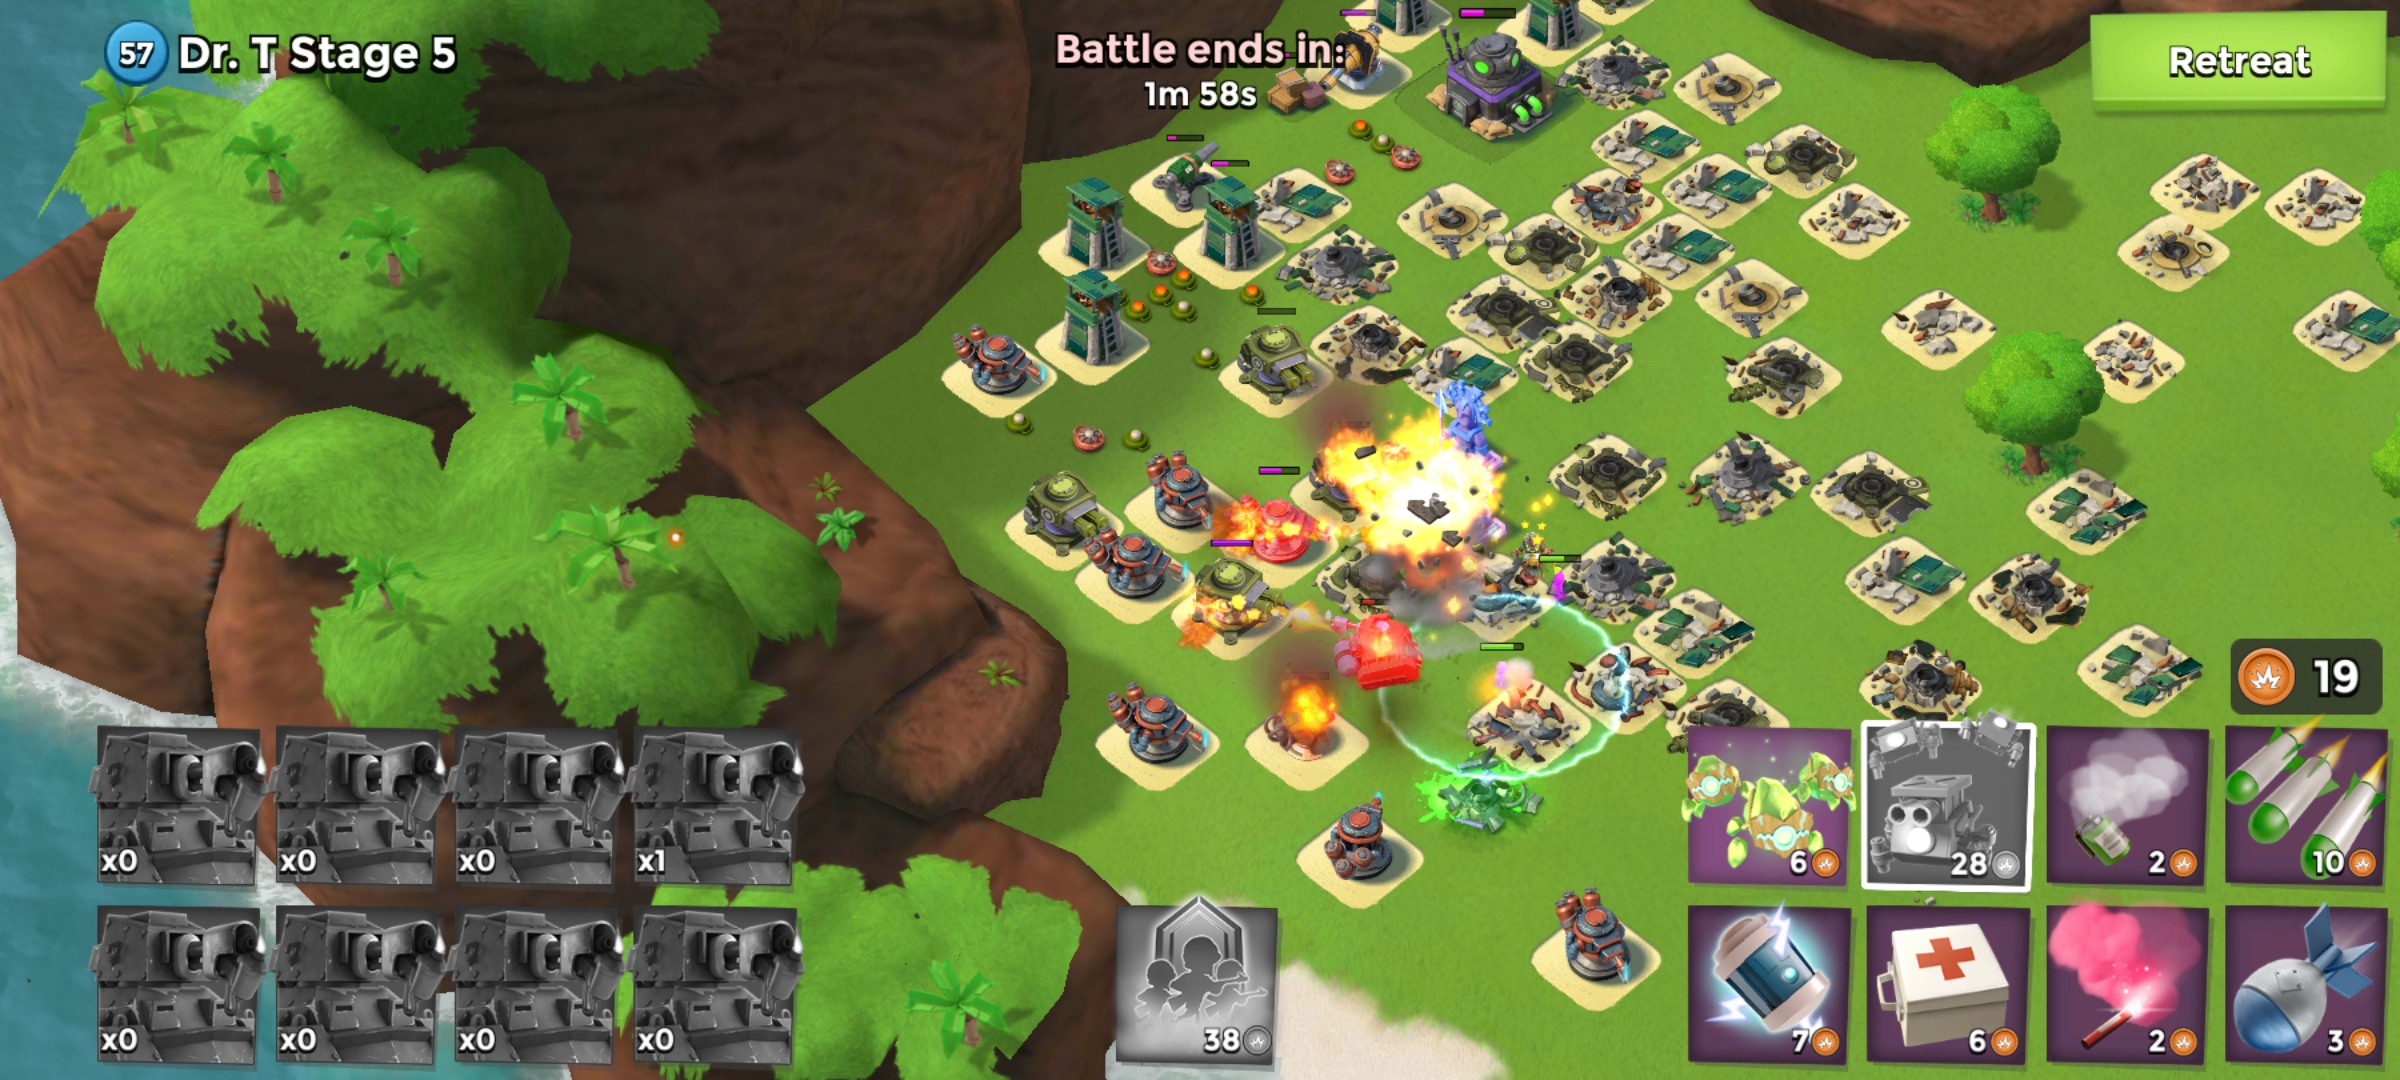 57 Dr. T Stage 5
Battle ends in:
1m 58s
Retreat
19
x0 x0 x0 x1
x0 x0 x0 x0
38
6 28 2 10
7 6 2 3